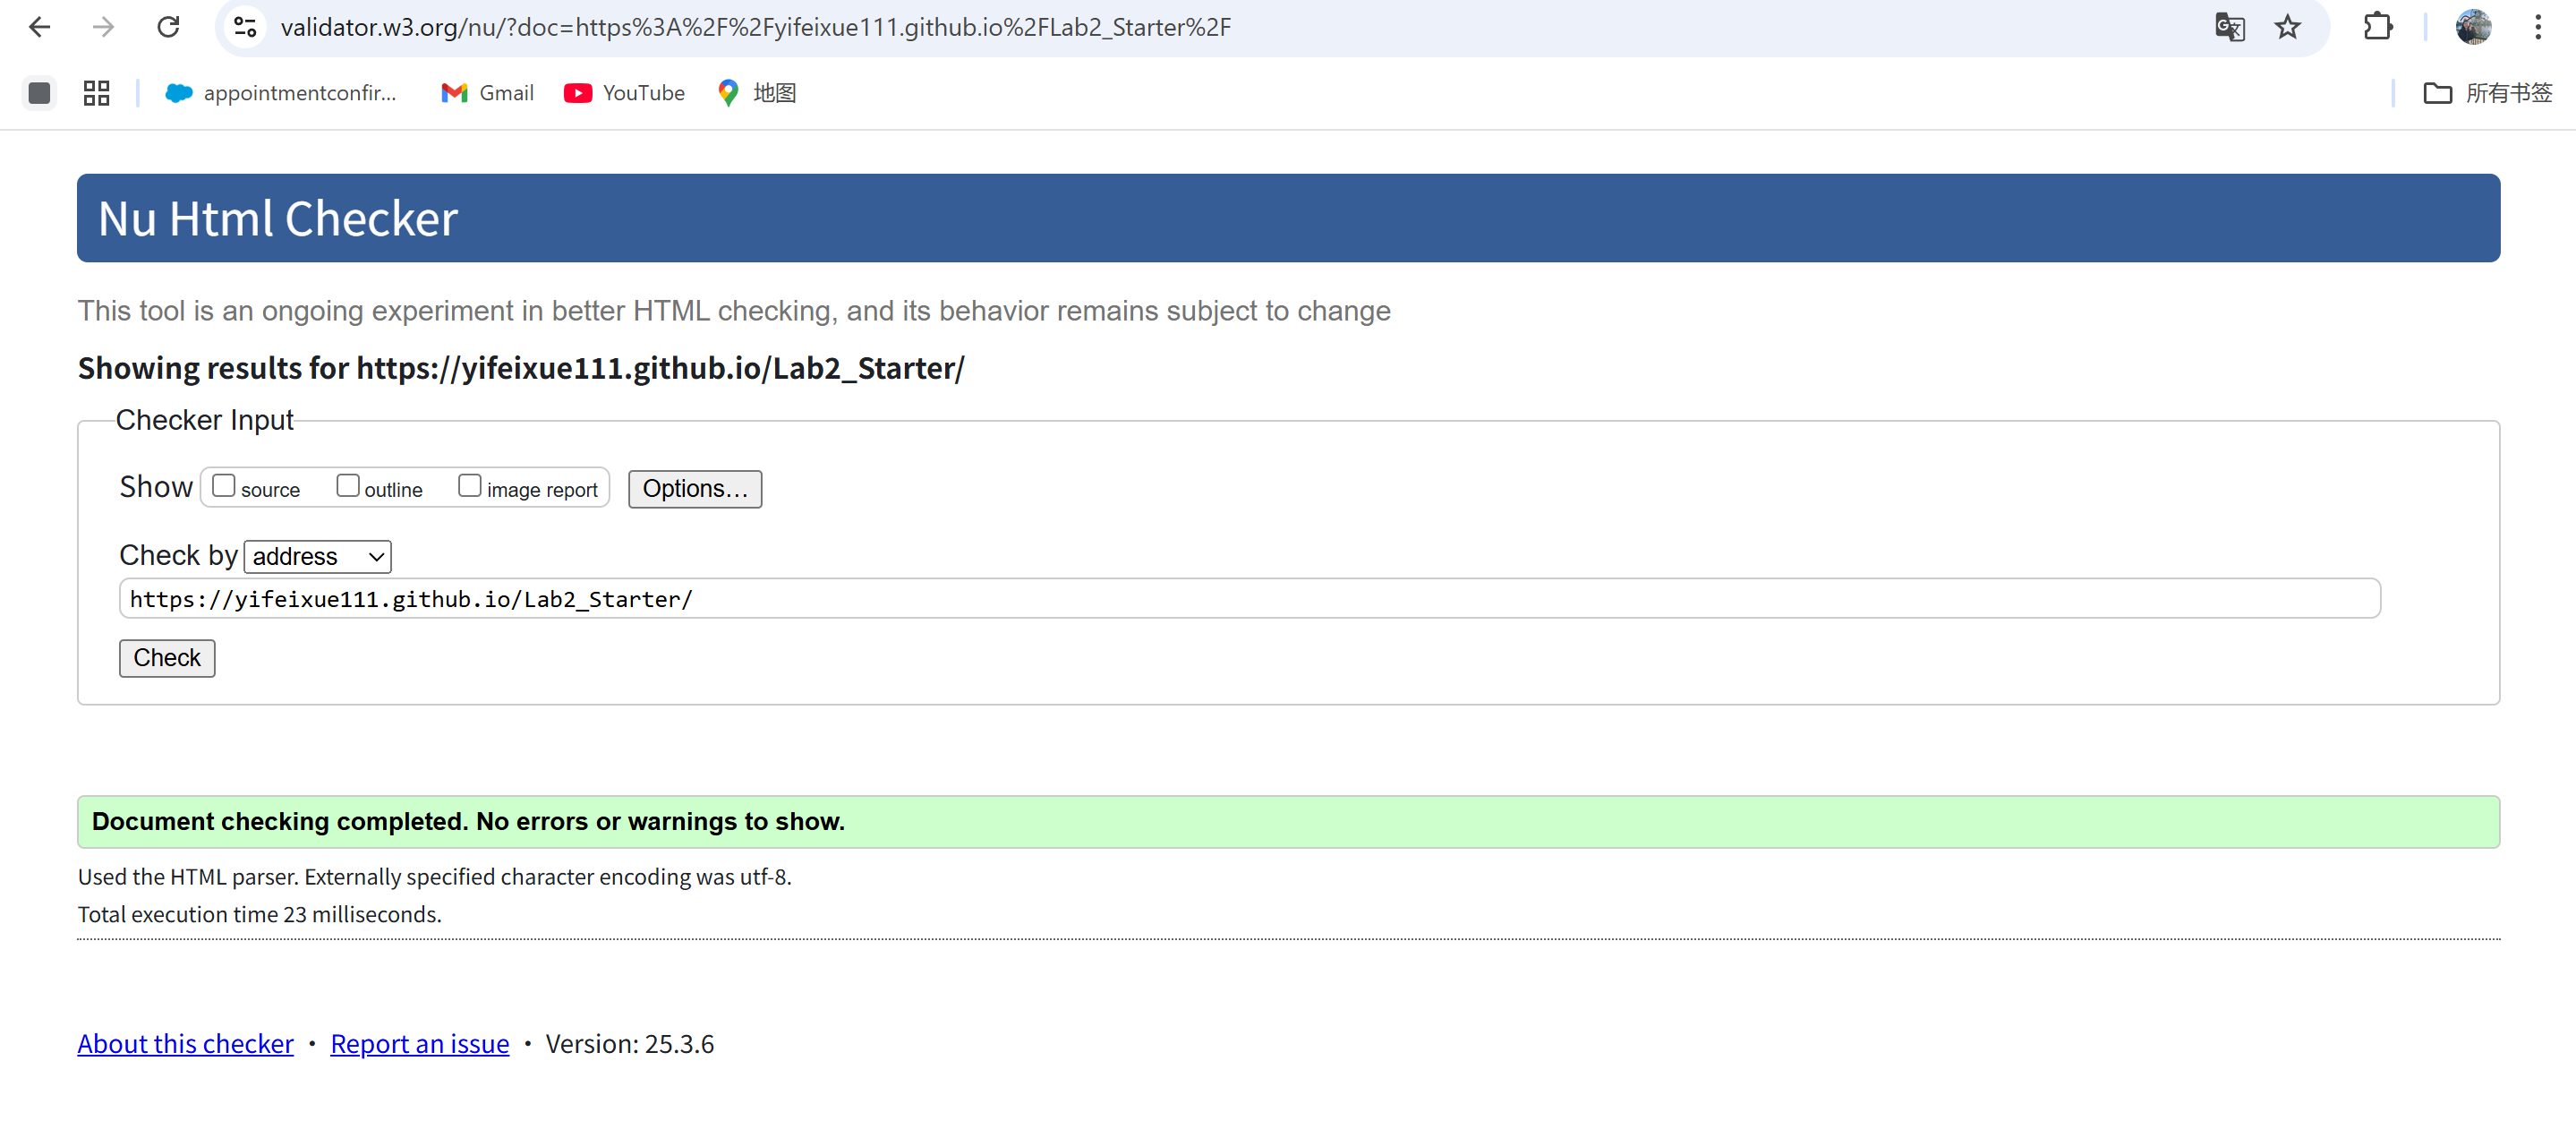 validator.w3.org/nu/?doc=https%3A%2F%2Fyifeixue111.github.io%2FLab2_Starter%2F
appointmentconfir... Gmail YouTube 地图 所有书签
Nu Html Checker
This tool is an ongoing experiment in better HTML checking, and its behavior remains subject to change
Showing results for https://yifeixue111.github.io/Lab2_Starter/
Checker Input
Show source outline image report Options...
Check by address
https://yifeixue111.github.io/Lab2_Starter/
Check
Document checking completed. No errors or warnings to show.
Used the HTML parser. Externally specified character encoding was utf-8.
Total execution time 23 milliseconds.
About this checker • Report an issue • Version: 25.3.6